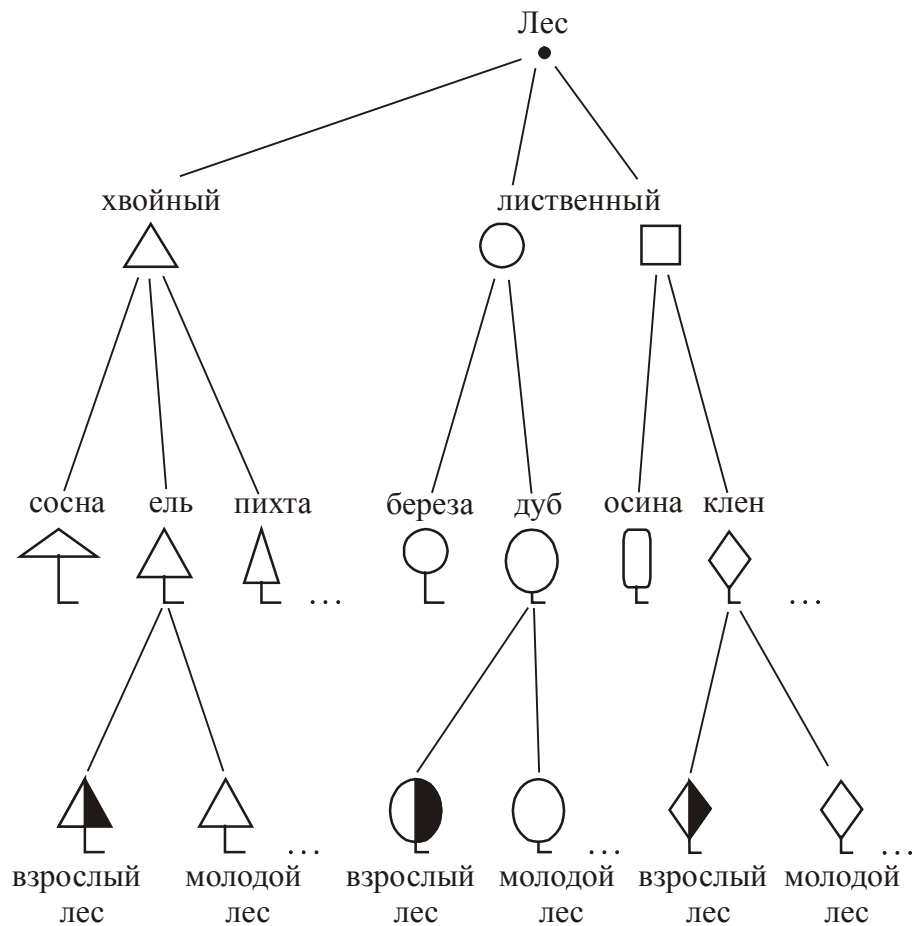 Лес
хвойный лиственный
сосна ель пихта береза дуб осина клен
... ...
... ... ...
взрослый молодой взрослый молодой взрослый молодой
лес лес лес лес лес лес